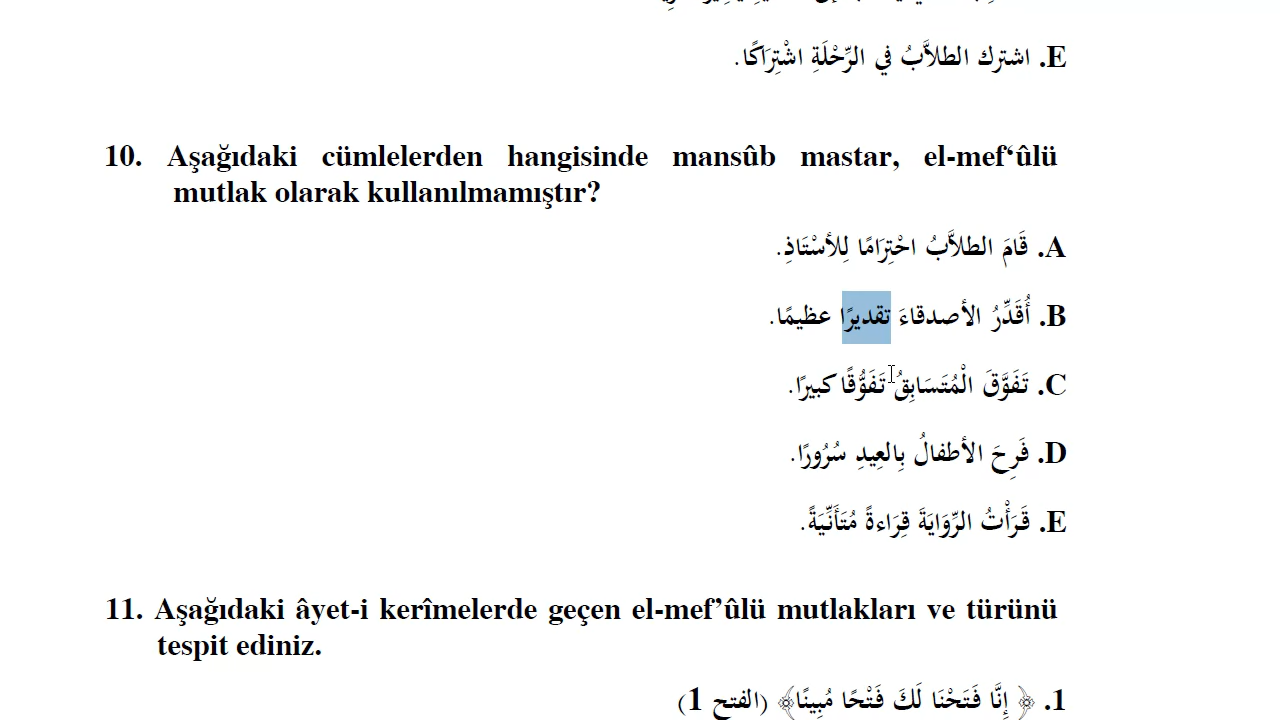 E. اشترك الطلاَّبُ في الرِّحْلَةِ اشْتِرَاكًا.
10. Aşağıdaki cümlelerden hangisinde mansûb mastar, el-mef‘ûlü
mutlak olarak kullanılmamıştır?
A. قَامَ الطلاَّبُ احْتِرَامًا لِلأسْتَاذِ.
B. أُقَدِّرُ الأصدقاءَ تقديرًا عظيمًا.
C. تَفَوَّقَ الْمُتَسَابِقُ تَفَوُّقًا كبيرًا.
D. فَرِحَ الأطفالُ بِالعِيدِ سُرُورًا.
E. قَرَأْتُ الرِّوَايَةَ قِرَاءةً مُتَأَنِّيَةً.
11. Aşağıdaki âyet-i kerîmelerde geçen el-mef’ûlü mutlakları ve türünü
tespit ediniz.
1. ﴿ إِنَّا فَتَحْنَا لَكَ فَتْحًا مُبِينًا﴾ (الفتح 1)